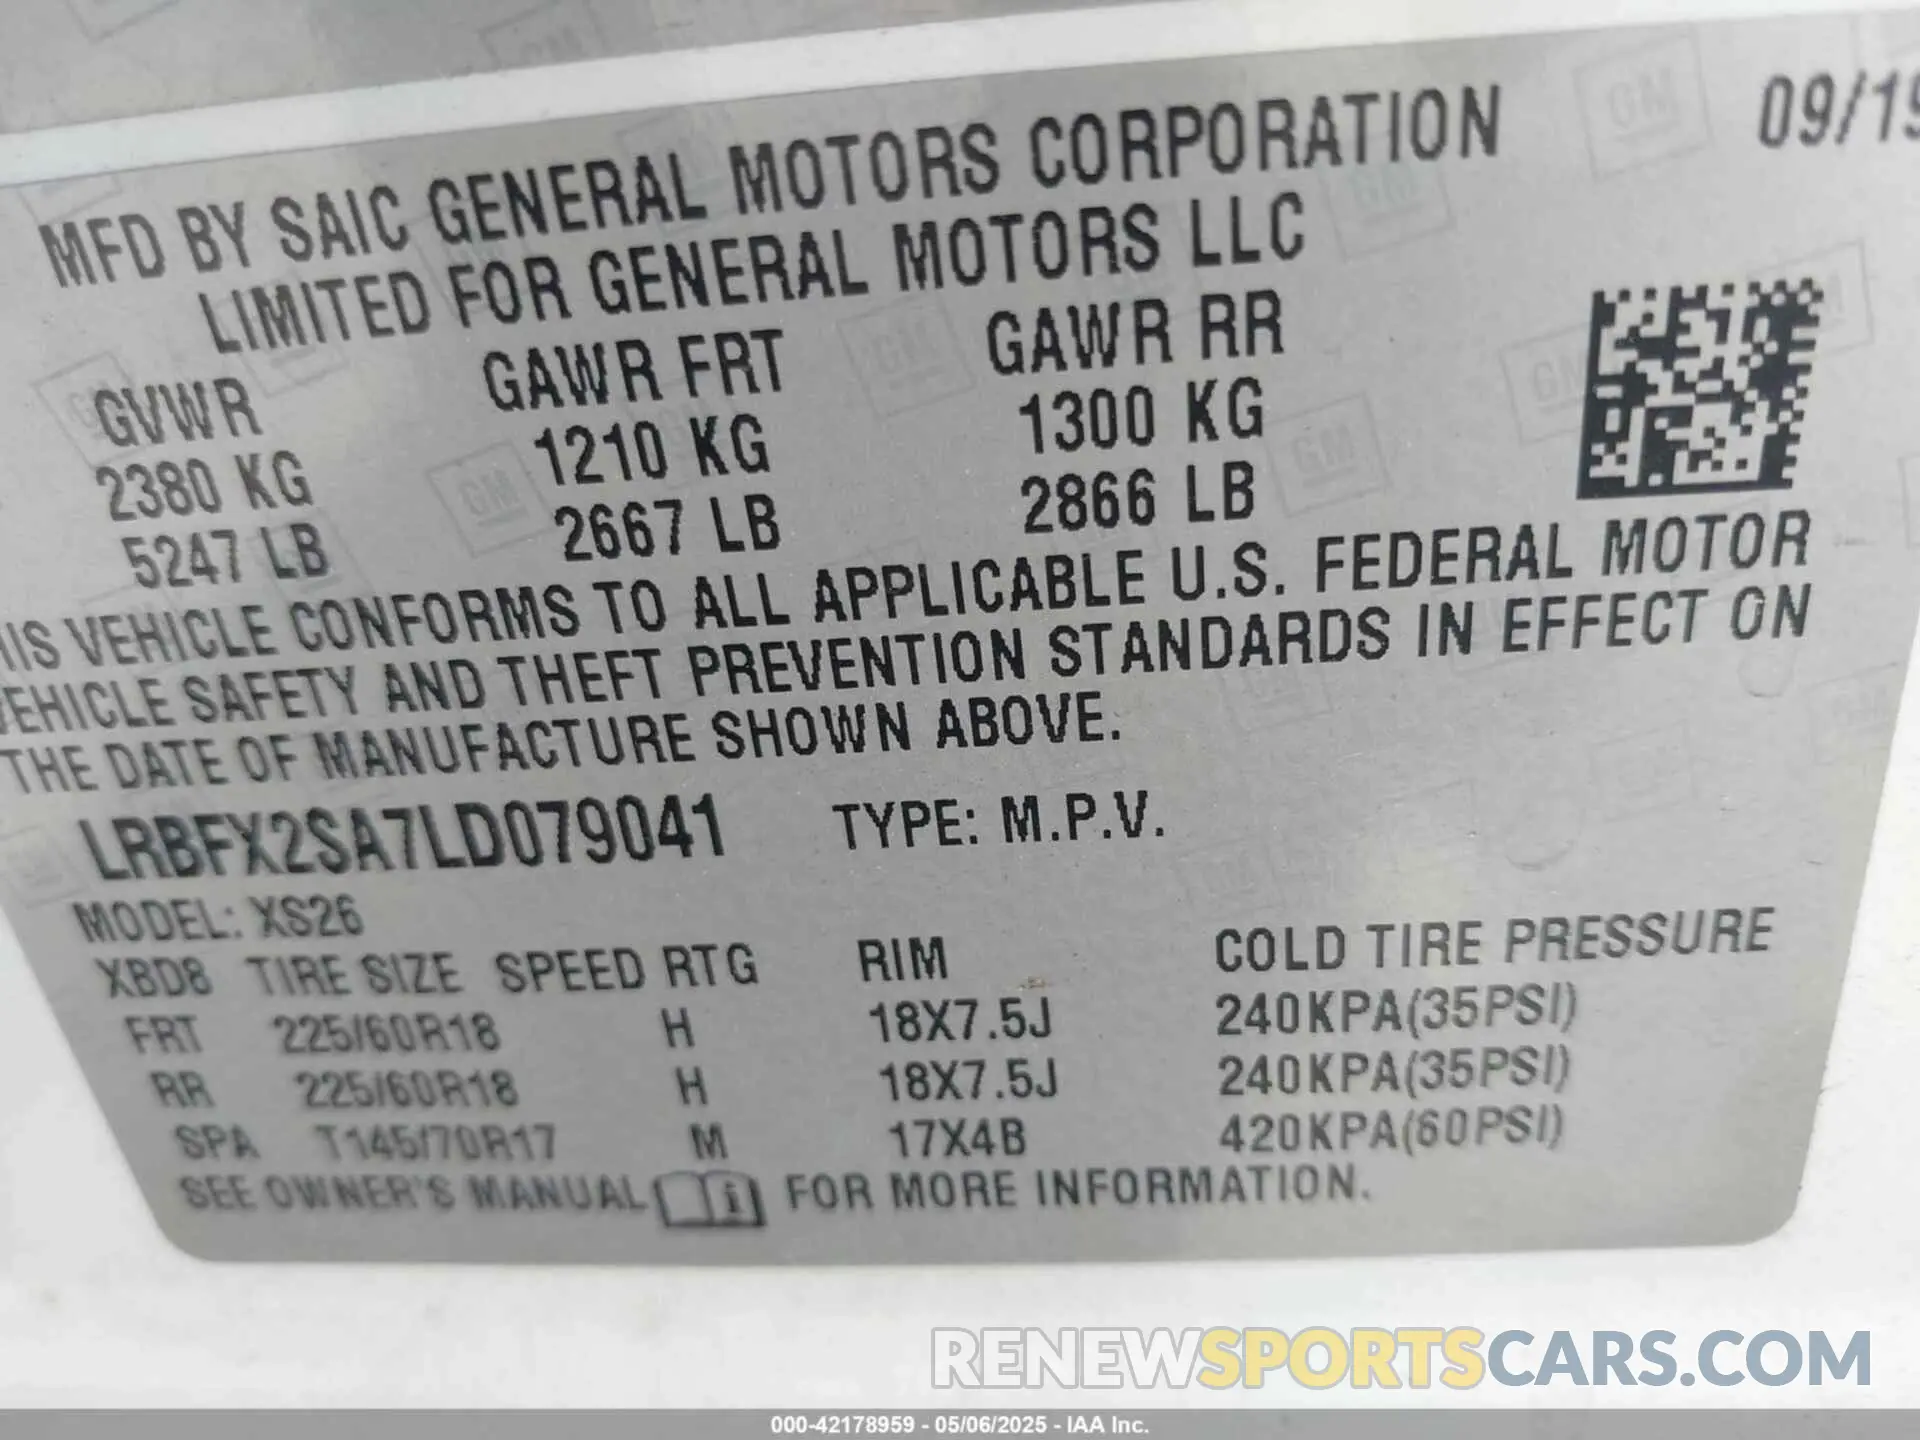 MFD BY SAIC GENERAL MOTORS CORPORATION 09/19
LIMITED FOR GENERAL MOTORS LLC
GVWR GAWR FRT GAWR RR
2380 KG 1210 KG 1300 KG
5247 LB 2667 LB 2866 LB
HIS VEHICLE CONFORMS TO ALL APPLICABLE U.S. FEDERAL MOTOR
VEHICLE SAFETY AND THEFT PREVENTION STANDARDS IN EFFECT ON
THE DATE OF MANUFACTURE SHOWN ABOVE.
LRBFX2SA7LD079041 TYPE: M.P.V.
MODEL: XS26
XBD8 TIRE SIZE SPEED RTG RIM COLD TIRE PRESSURE
FRT 225/60R18 H 18X7.5J 240KPA(35PSI)
RR 225/60R18 H 18X7.5J 240KPA(35PSI)
SPA T145/70R17 M 17X4B 420KPA(60PSI)
SEE OWNER'S MANUAL i FOR MORE INFORMATION.
RENEWSPORTSCARS.COM
000-42178959 - 05/06/2025 - IAA Inc.